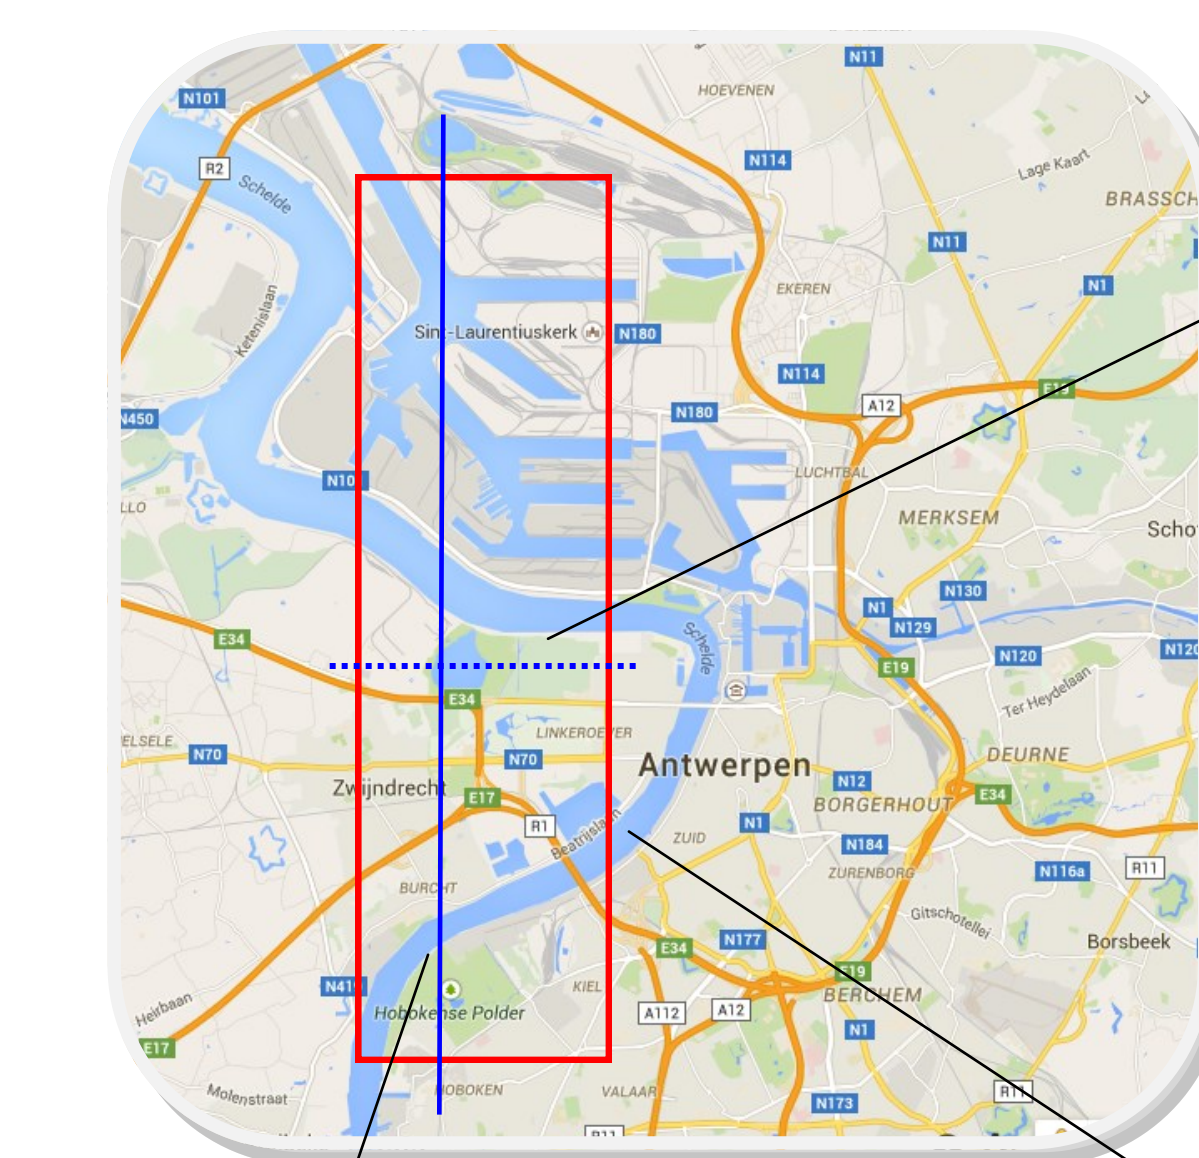 N11
HOEVENEN
N101
N114
Lage Kaart
R2
Schelde
BRASSCH
N11
N1
Ketenislaan
EKEREN
Sint-Laurentiuskerk
N180
N114
E19
A12
N180
N450
LUCHTBAL
N10
MERKSEM
LLO
Scho
N130
N1
N129
E34
Schelde
N120
N120
E19
E34
Ter Heydelaan
LINKEROEVER
ELSELE
N70
N70
Antwerpen
DEURNE
Zwijndrecht
N12
E17
BORGERHOUT
E34
R1
N1
Beatrijslaan
ZUID
N184
ZURENBORG
N116a
R11
BURCHT
Gitschotellei
N177
E34
Borsbeek
E19
N419
KIEL
BERCHEM
Heirbaan
Hobokense Polder
A112
A12
N1
E17
HOBOKEN
VALAAR
R11
Molenstraat
N173
R11